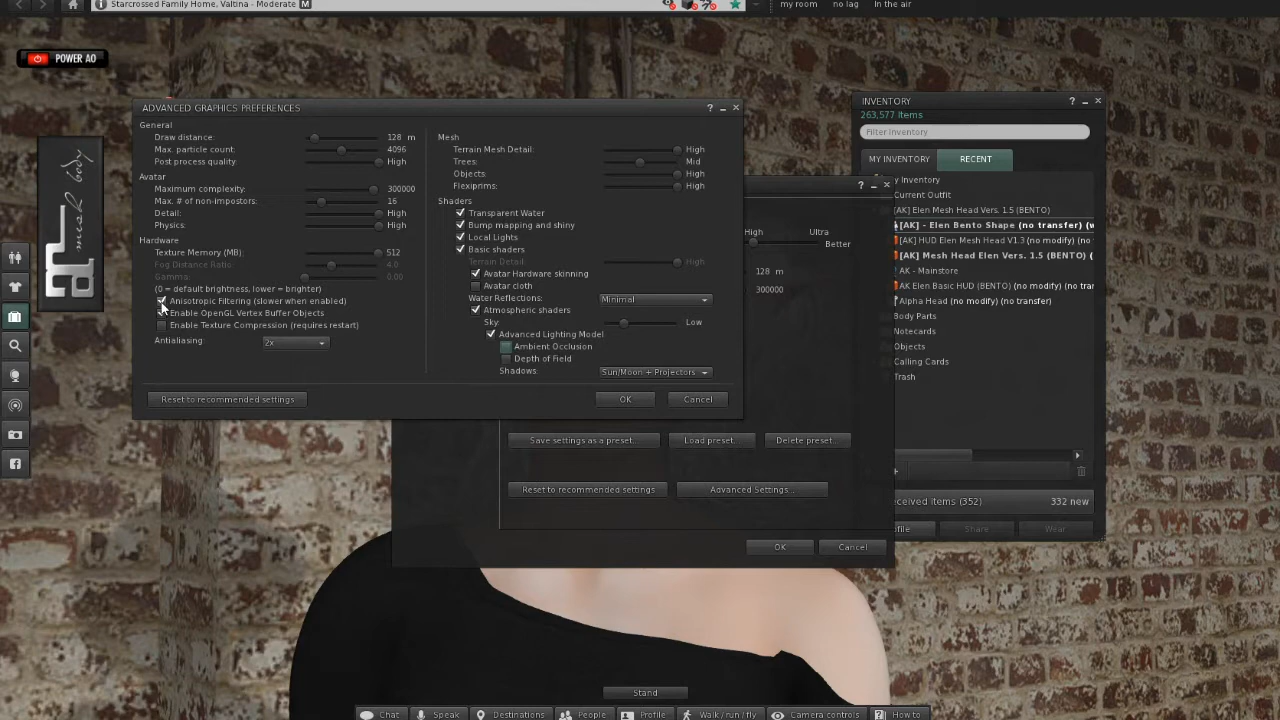 Starcrossed Family Home, Valtina - Moderate M
my room no lag In the air
POWER AO
mesh body
ADVANCED GRAPHICS PREFERENCES
General
Draw distance: 128 m
Max. particle count: 4096
Post process quality: High
Avatar
Maximum complexity: 300000
Max. # of non-impostors: 16
Detail: High
Physics: High
Hardware
Texture Memory (MB): 512
Fog Distance Ratio: 4.0
Gamma: 0.00
(0 = default brightness, lower = brighter)
Anisotropic Filtering (slower when enabled)
Enable OpenGL Vertex Buffer Objects
Enable Texture Compression (requires restart)
Antialiasing: 2x
Mesh
Terrain Mesh Detail: High
Trees: Mid
Objects: High
Flexiprims: High
Shaders
Transparent Water
Bump mapping and shiny
Local Lights
Basic shaders
Terrain Detail: High
Avatar Hardware skinning
Avatar cloth
Water Reflections: Minimal
Atmospheric shaders
Sky: Low
Advanced Lighting Model
Ambient Occlusion
Depth of Field
Shadows: Sun/Moon + Projectors
Reset to recommended settings
OK Cancel
High Ultra
Better
128 m
300000
Save settings as a preset... Load preset... Delete preset...
Reset to recommended settings Advanced Settings...
OK Cancel
INVENTORY
263,577 Items
Filter Inventory
MY INVENTORY RECENT
y Inventory
Current Outfit
[AK] Elen Mesh Head Vers. 1.5 (BENTO)
[AK] - Elen Bento Shape (no transfer) (w
[AK] HUD Elen Mesh Head V1.3 (no modify) (no
[AK] Mesh Head Elen Vers. 1.5 (BENTO) (
AK - Mainstore
AK Elen Basic HUD (BENTO) (no modify) (no tra
Alpha Head (no modify) (no transfer)
Body Parts
Notecards
Objects
Calling Cards
Trash
eceived items (352) 332 new
ofile Share Wear
Stand
Chat Speak Destinations People Profile Walk / run / fly Camera controls How to